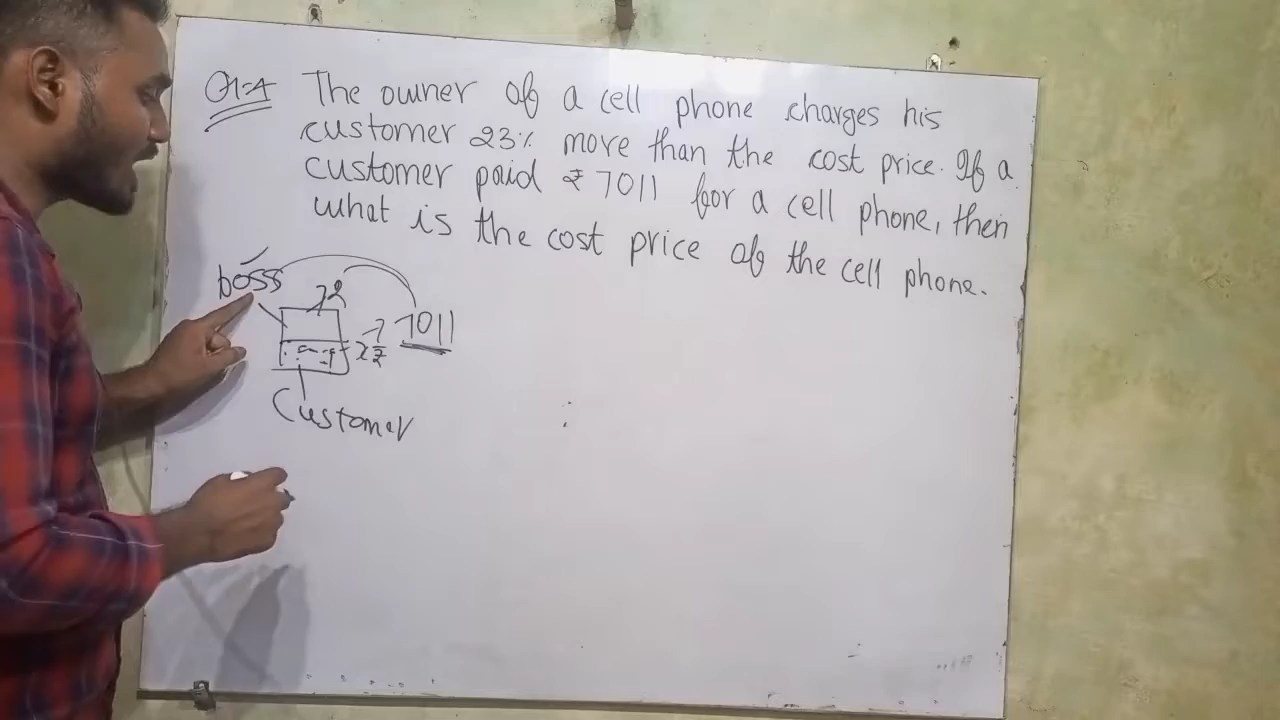 The owner of a cell phone charges his
customer 23% more than the cost price. If a
customer paid ₹ 7011 for a cell phone, then
what is the cost price of the cell phone.
boss
7011
Customer